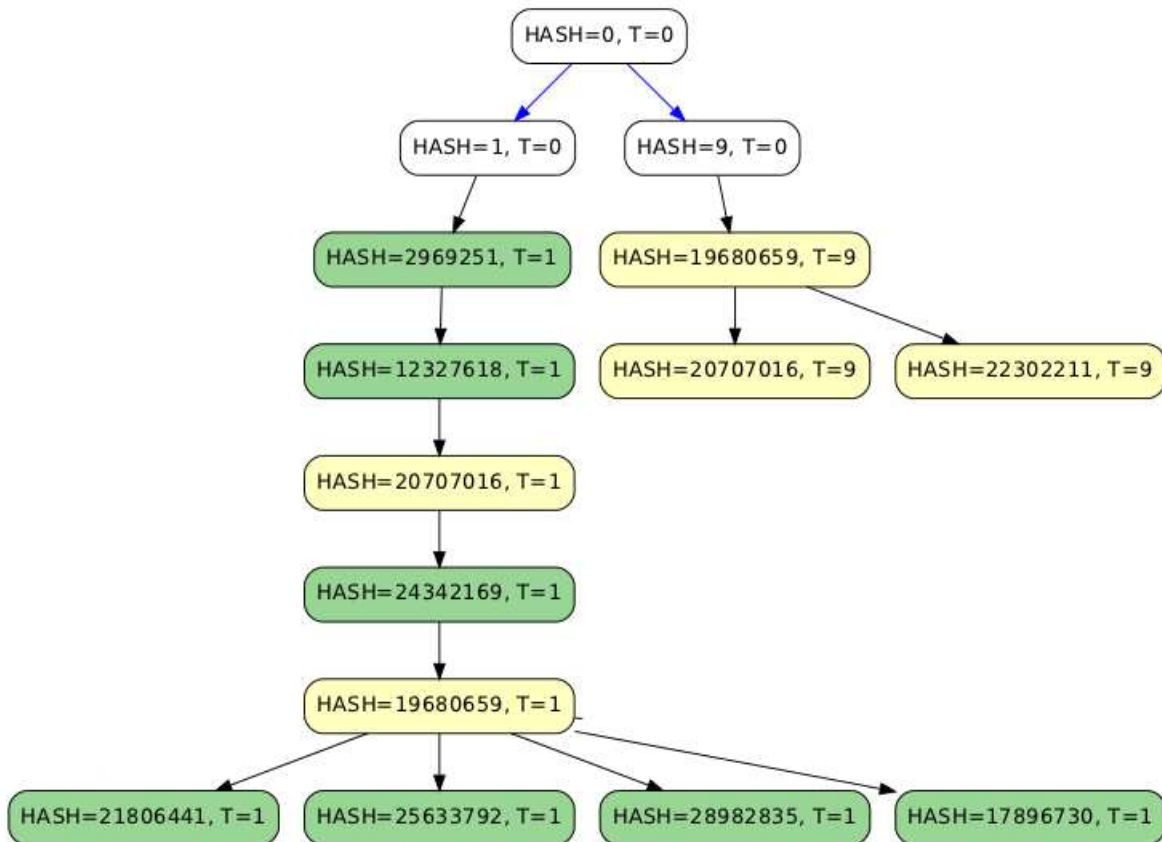 HASH=0, T=0
HASH=1, T=0
HASH=9, T=0
HASH=2969251, T=1
HASH=19680659, T=9
HASH=12327618, T=1
HASH=20707016, T=9
HASH=22302211, T=9
HASH=20707016, T=1
HASH=24342169, T=1
HASH=19680659, T=1
HASH=21806441, T=1
HASH=25633792, T=1
HASH=28982835, T=1
HASH=17896730, T=1